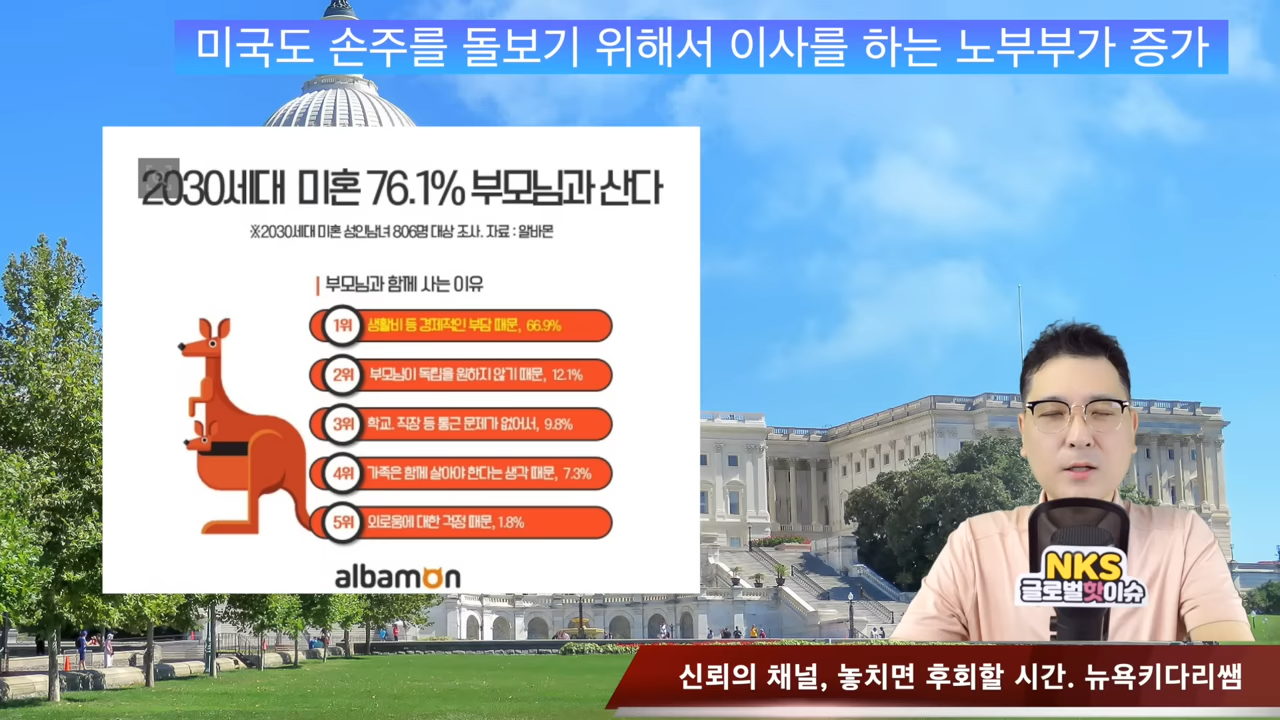 미국도 손주를 돌보기 위해서 이사를 하는 노부부가 증가
2030세대 미혼 76.1% 부모님과 산다
※2030세대 미혼 성인남녀 806명 대상 조사. 자료 : 알바몬
부모님과 함께 사는 이유
1위 생활비 등 경제적인 부담 때문, 66.9%
2위 부모님이 독립을 원하지 않기 때문, 12.1%
3위 학교. 직장 등 통근 문제가 없어서, 9.8%
4위 가족은 함께 살아야 한다는 생각 때문, 7.3%
5위 외로움에 대한 걱정 때문, 1.8%
albamon
NKS
글로벌핫이슈
신뢰의 채널, 놓치면 후회할 시간. 뉴욕키다리쌤